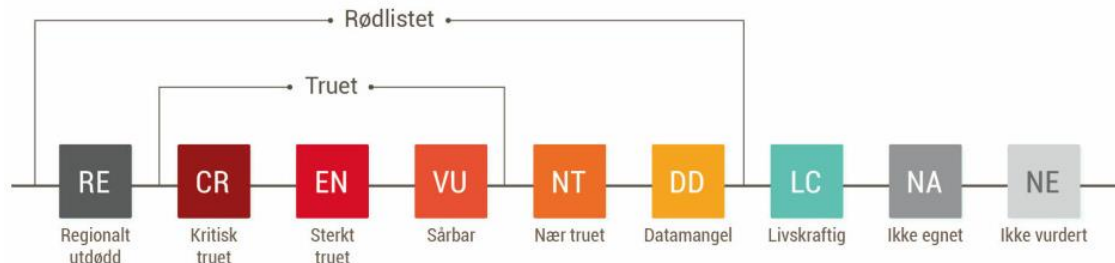 Rødlistet
Truet
RE CR EN VU NT DD LC NA NE
Regionalt Kritisk Sterkt Sårbar Nær truet Datamangel Livskraftig Ikke egnet Ikke vurdert
utdødd truet truet